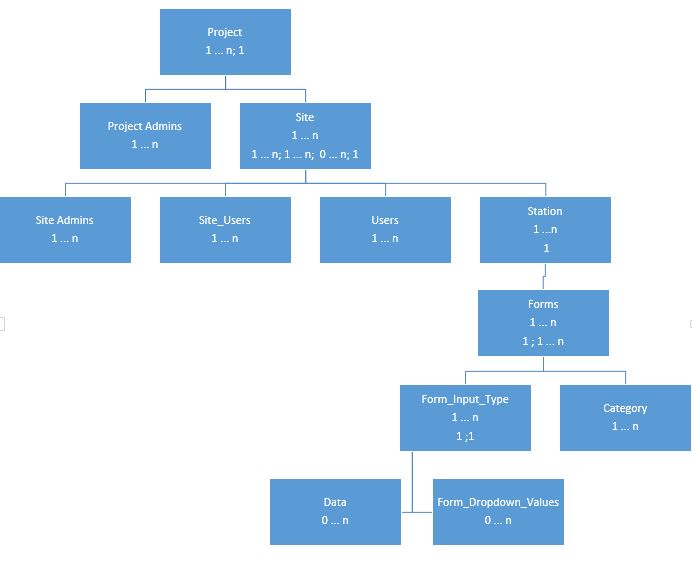 Project
1 ... n; 1
Project Admins
1 ... n
Site
1 ... n
1 ... n; 1 ... n;  0 ... n; 1
Site Admins
1 ... n
Site_Users
1 ... n
Users
1 ... n
Station
1 ...n
1
Forms
1 ... n
1 ; 1 ... n
Form_Input_Type
1 ... n
1 ;1
Category
1 ... n
Data
0 ... n
Form_Dropdown_Values
0 ... n